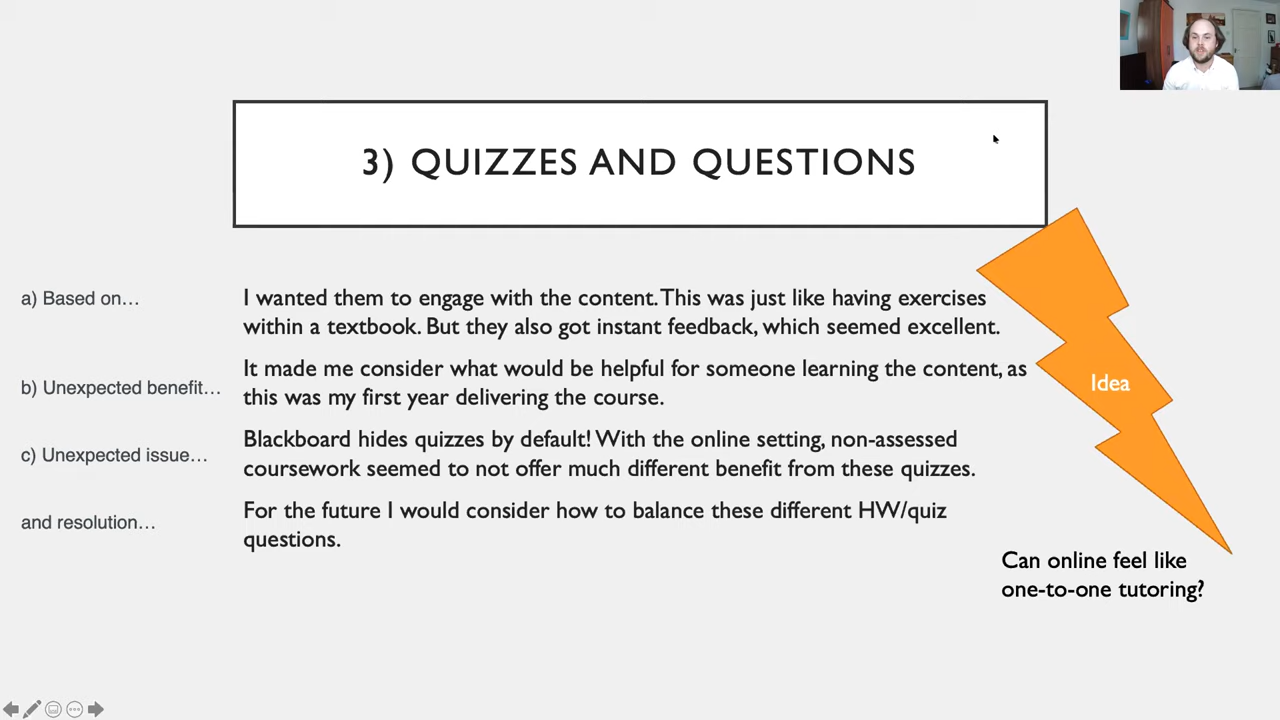 3) QUIZZES AND QUESTIONS
a) Based on…
I wanted them to engage with the content. This was just like having exercises
within a textbook. But they also got instant feedback, which seemed excellent.
b) Unexpected benefit…
It made me consider what would be helpful for someone learning the content, as
this was my first year delivering the course.
c) Unexpected issue…
Blackboard hides quizzes by default! With the online setting, non-assessed
coursework seemed to not offer much different benefit from these quizzes.
and resolution…
For the future I would consider how to balance these different HW/quiz
questions.
Idea
Can online feel like
one-to-one tutoring?